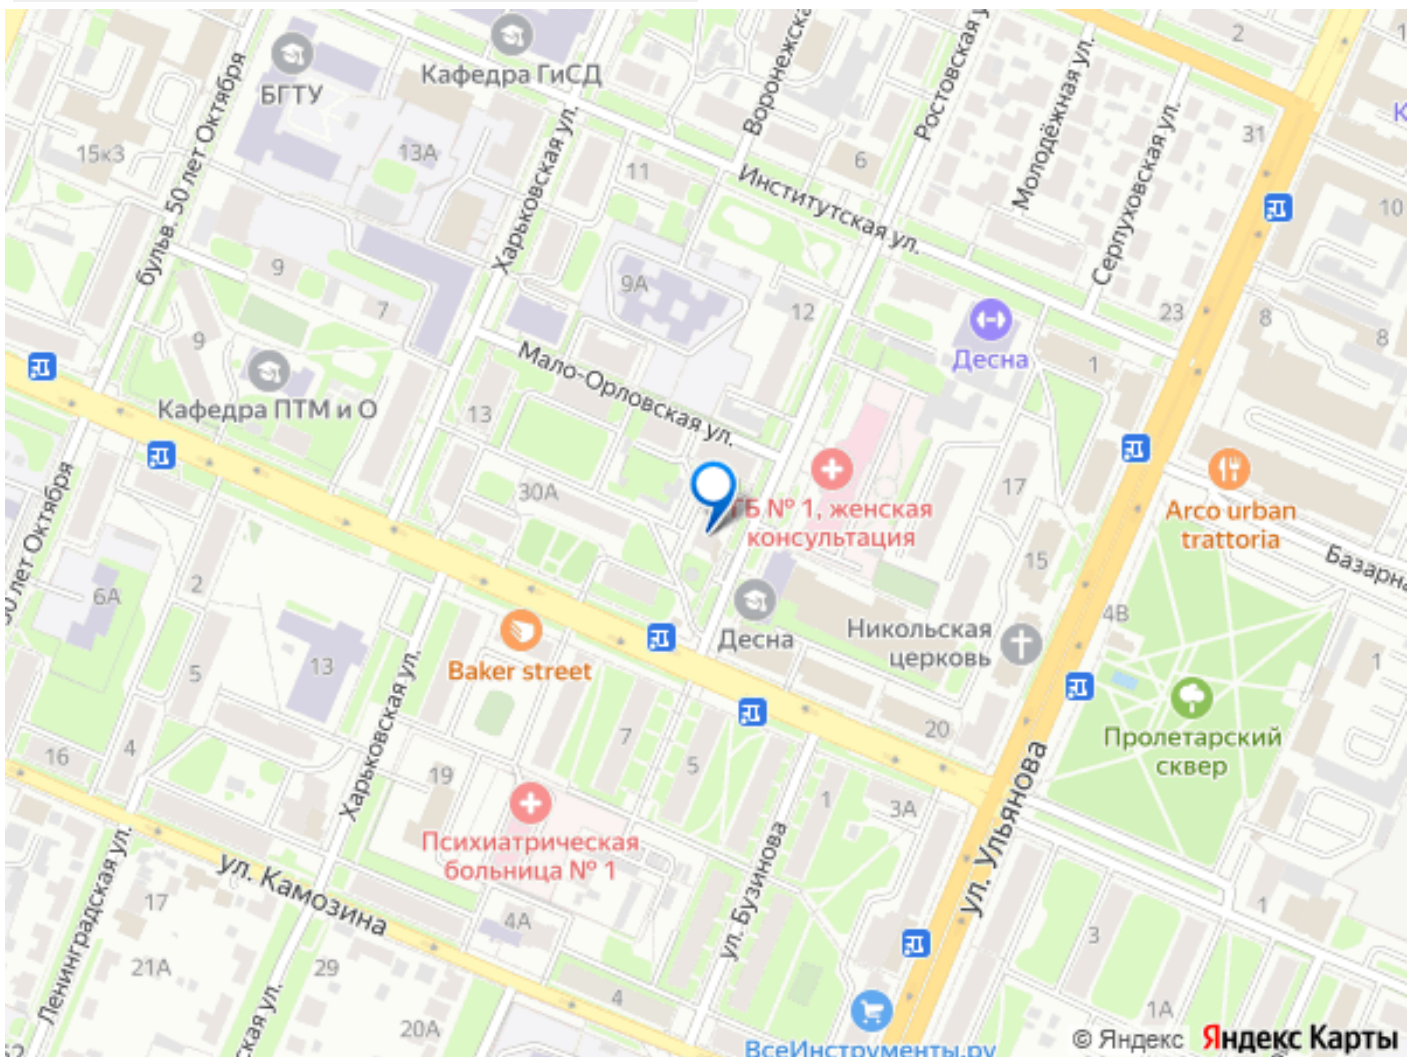 2
1
БГТУ
Кафедра ГиСД
Воронежска
Ростовская у
Молодёжная ул.
К
31
15к3
13А
11
6
бульв. 50 лет Октября
Харьковская ул.
Институтская ул.
Серпуховская ул.
10
9
7
9А
12
23
8
8
9
Мало-Орловская ул.
Десна
1
Кафедра ПТМ и О
13
30А
ГБ № 1, женская
консультация
17
Arco urban
trattoria
Базарна
50 лет Октября
2
6А
15
4В
Десна
Никольская
церковь
Baker street
13
5
1
Пролетарский
сквер
7
5
20
16
4
19
Харьковская ул.
1
3А
ул. Ульянова
Психиатрическая
больница № 1
ул. Камозина
Ленинградская ул.
17
4А
ул. Бузинова
3
1
21А
29
4
1А
20А
ская ул.
ВсеИнструменты.ру
© Яндекс Яндекс Карты